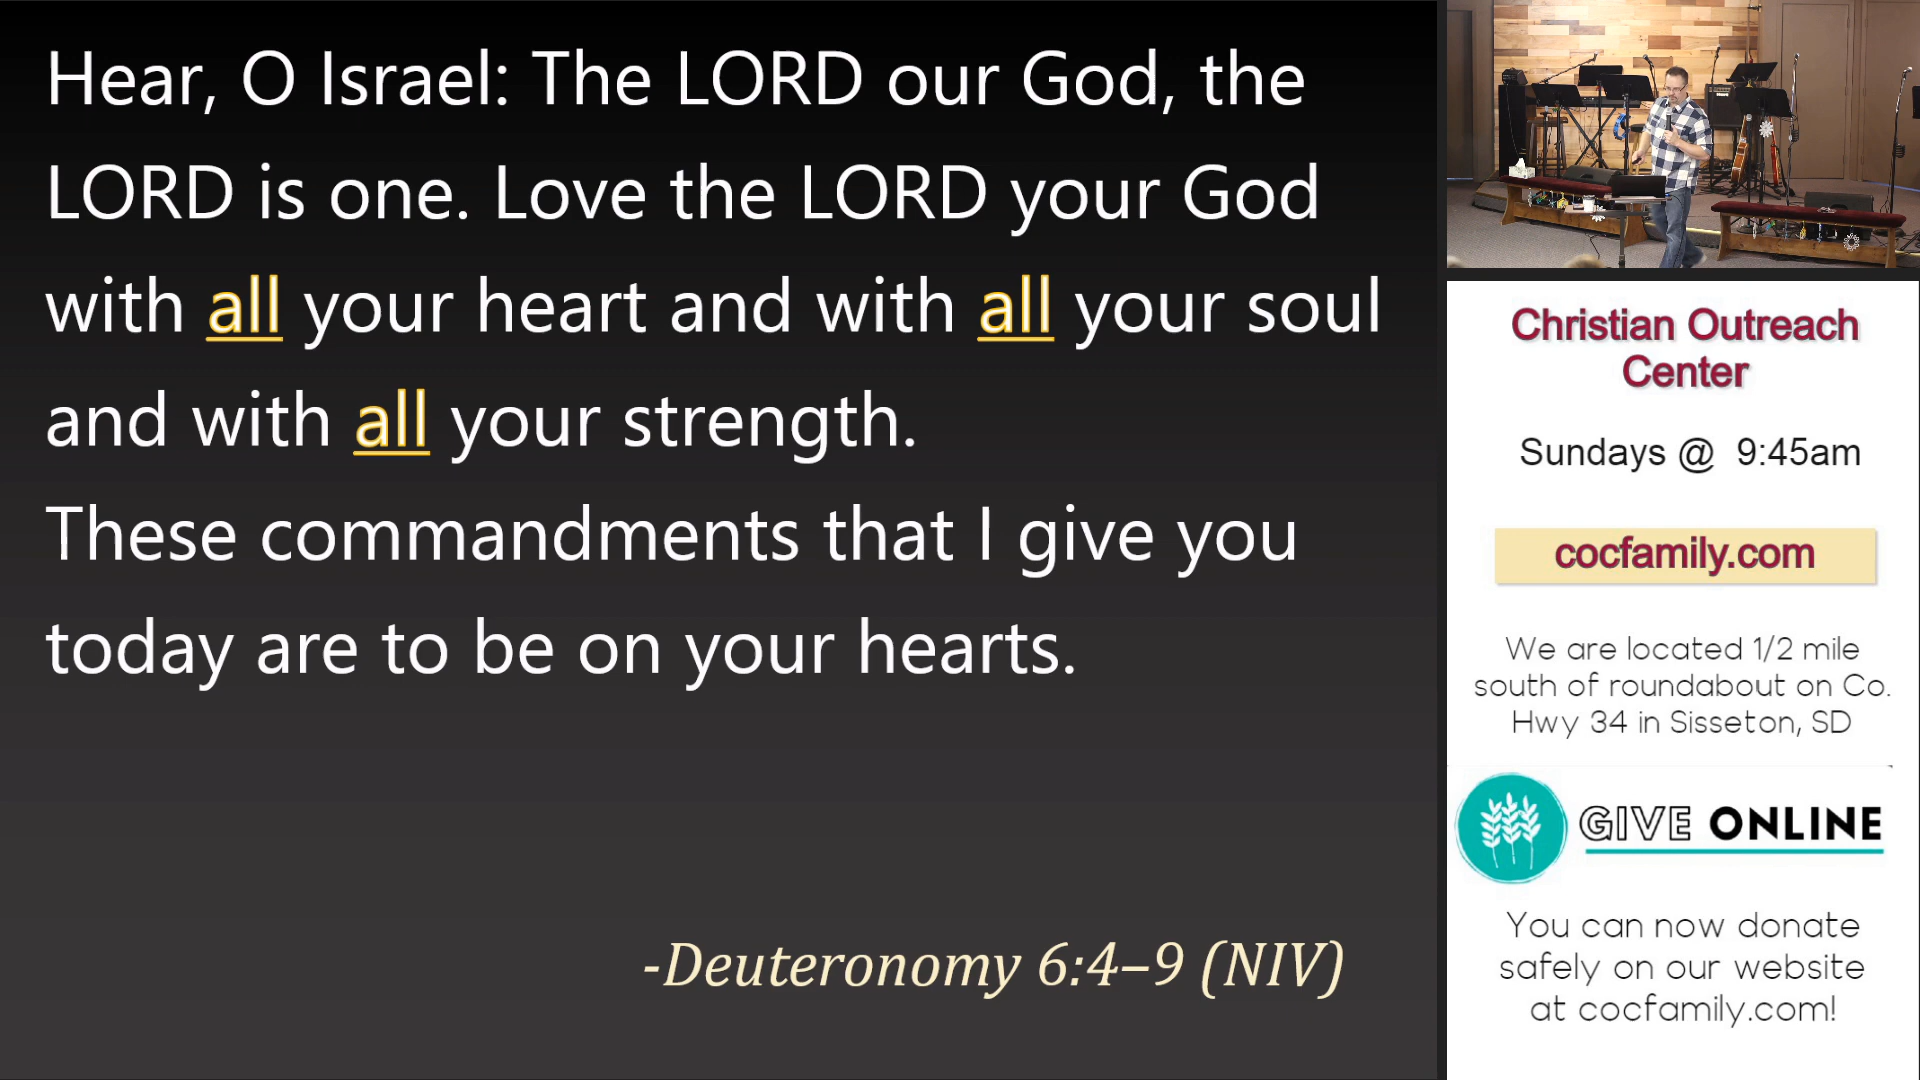 Hear, O Israel: The LORD our God, the
LORD is one. Love the LORD your God
with all your heart and with all your soul
and with all your strength.
These commandments that I give you
today are to be on your hearts.
-Deuteronomy 6:4–9 (NIV)
Christian Outreach
Center
Sundays @ 9:45am
cocfamily.com
We are located 1/2 mile
south of roundabout on Co.
Hwy 34 in Sisseton, SD
GIVE ONLINE
You can now donate
safely on our website
at cocfamily.com!